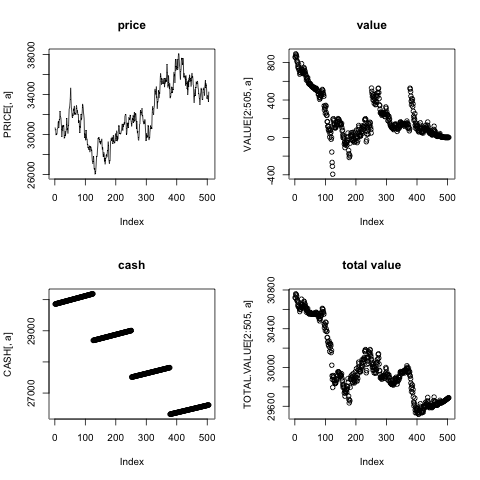 price
PRICE[, a]
26000 30000 34000 38000
0 100 200 300 400 500
Index
value
VALUE[2:505, a]
-400 0 400 800
0 100 200 300 400 500
Index
cash
CASH[, a]
27000 29000
0 100 200 300 400 500
Index
total value
TOTAL.VALUE[2:505, a]
29600 30000 30400 30800
0 100 200 300 400 500
Index